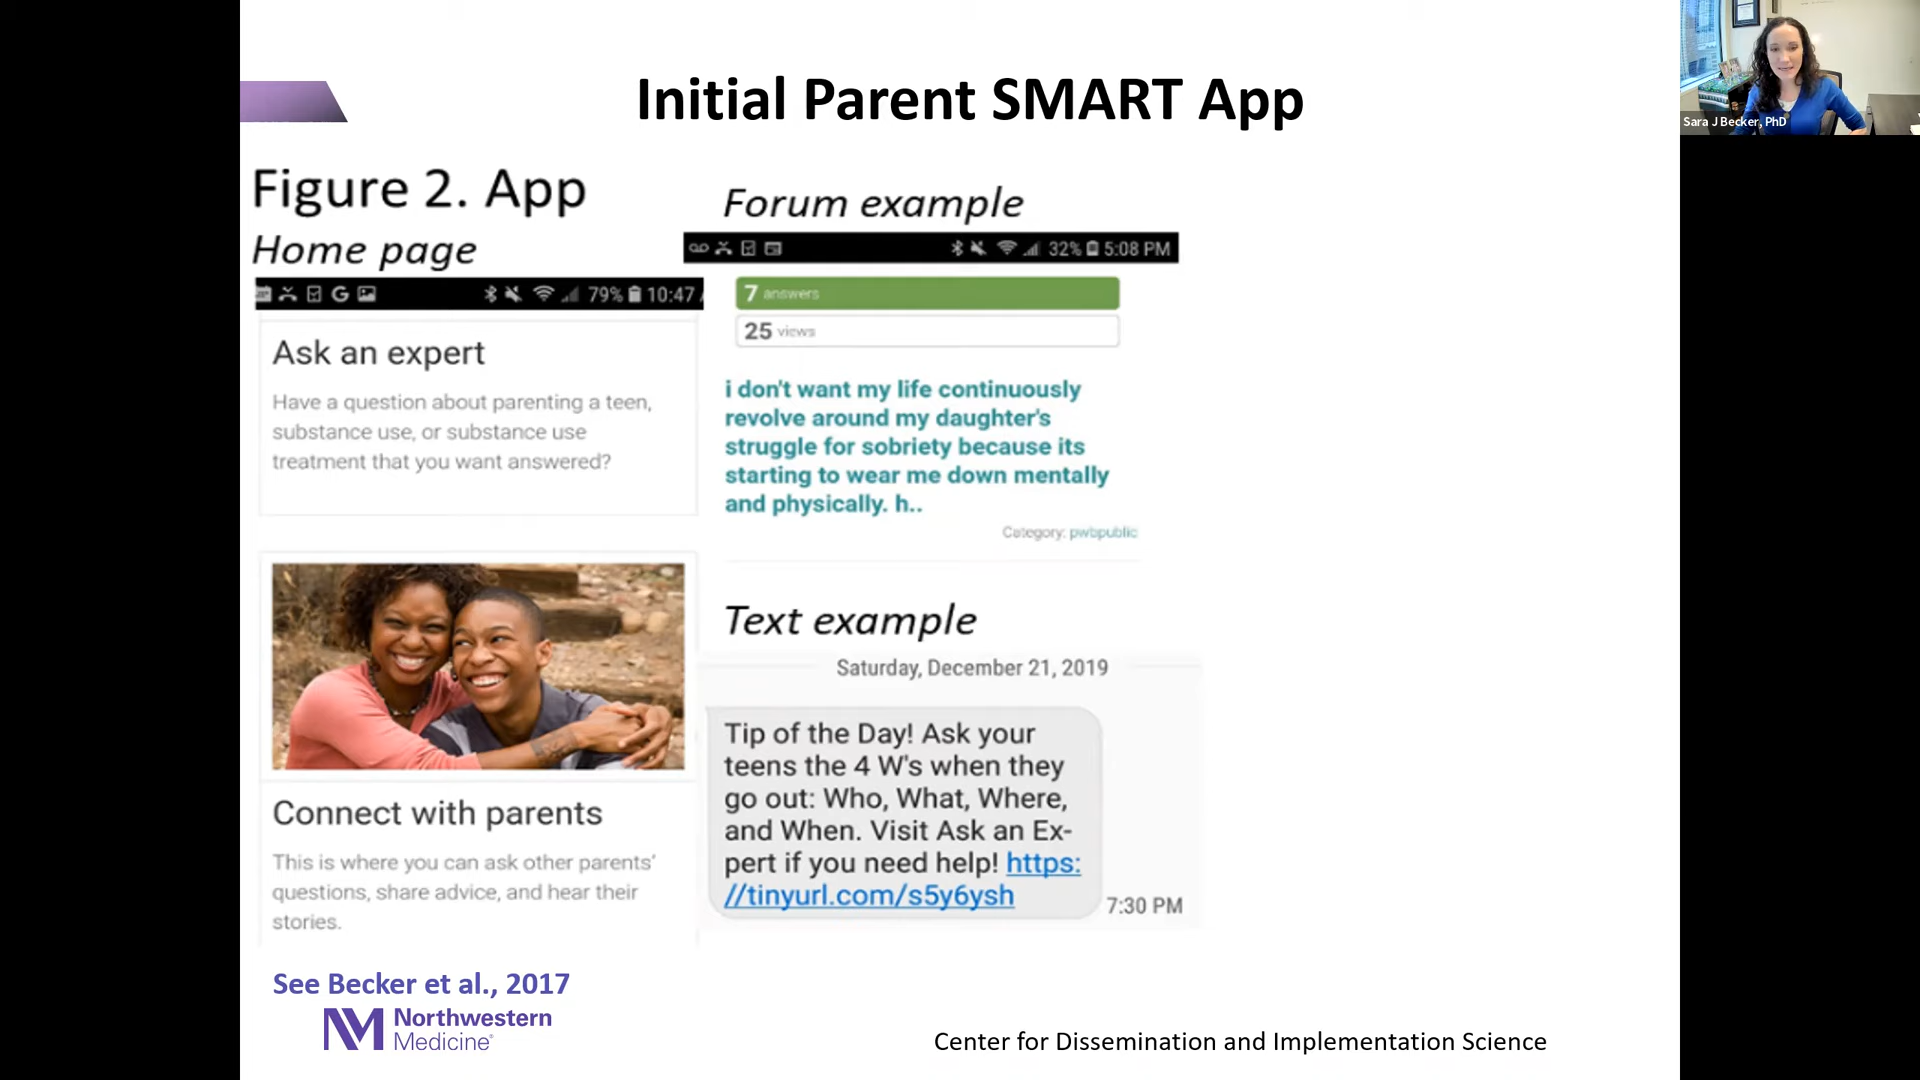 Initial Parent SMART App
Sara J Becker, PhD
Figure 2. App
Home page
79% 10:47
Ask an expert
Have a question about parenting a teen,
substance use, or substance use
treatment that you want answered?
Connect with parents
This is where you can ask other parents'
questions, share advice, and hear their
stories.
Forum example
32% 5:08 PM
7 answers
25 views
i don't want my life continuously
revolve around my daughter's
struggle for sobriety because its
starting to wear me down mentally
and physically. h..
Category: pwbpublic
Text example
Saturday, December 21, 2019
Tip of the Day! Ask your
teens the 4 W's when they
go out: Who, What, Where,
and When. Visit Ask an Ex-
pert if you need help! https:
//tinyurl.com/s5y6ysh
7:30 PM
See Becker et al., 2017
NM Northwestern
Medicine®
Center for Dissemination and Implementation Science